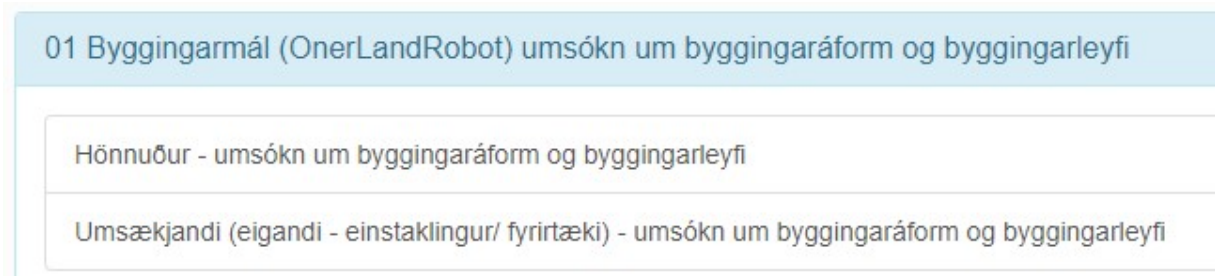 01 Byggingarmál (OnerLandRobot) umsókn um byggingaráform og byggingarleyfi
Hönnuður - umsókn um byggingaráform og byggingarleyfi
Umsækjandi (eigandi - einstaklingur/ fyrirtæki) - umsókn um byggingaráform og byggingarleyfi